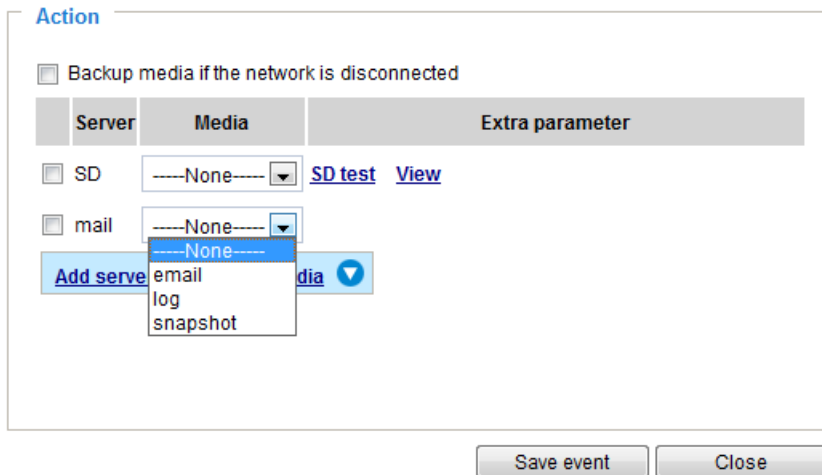 Action
Backup media if the network is disconnected
Server Media Extra parameter
SD -----None----- SD test View
mail -----None-----
-----None-----
Add serve dia
email
log
snapshot
Save event Close